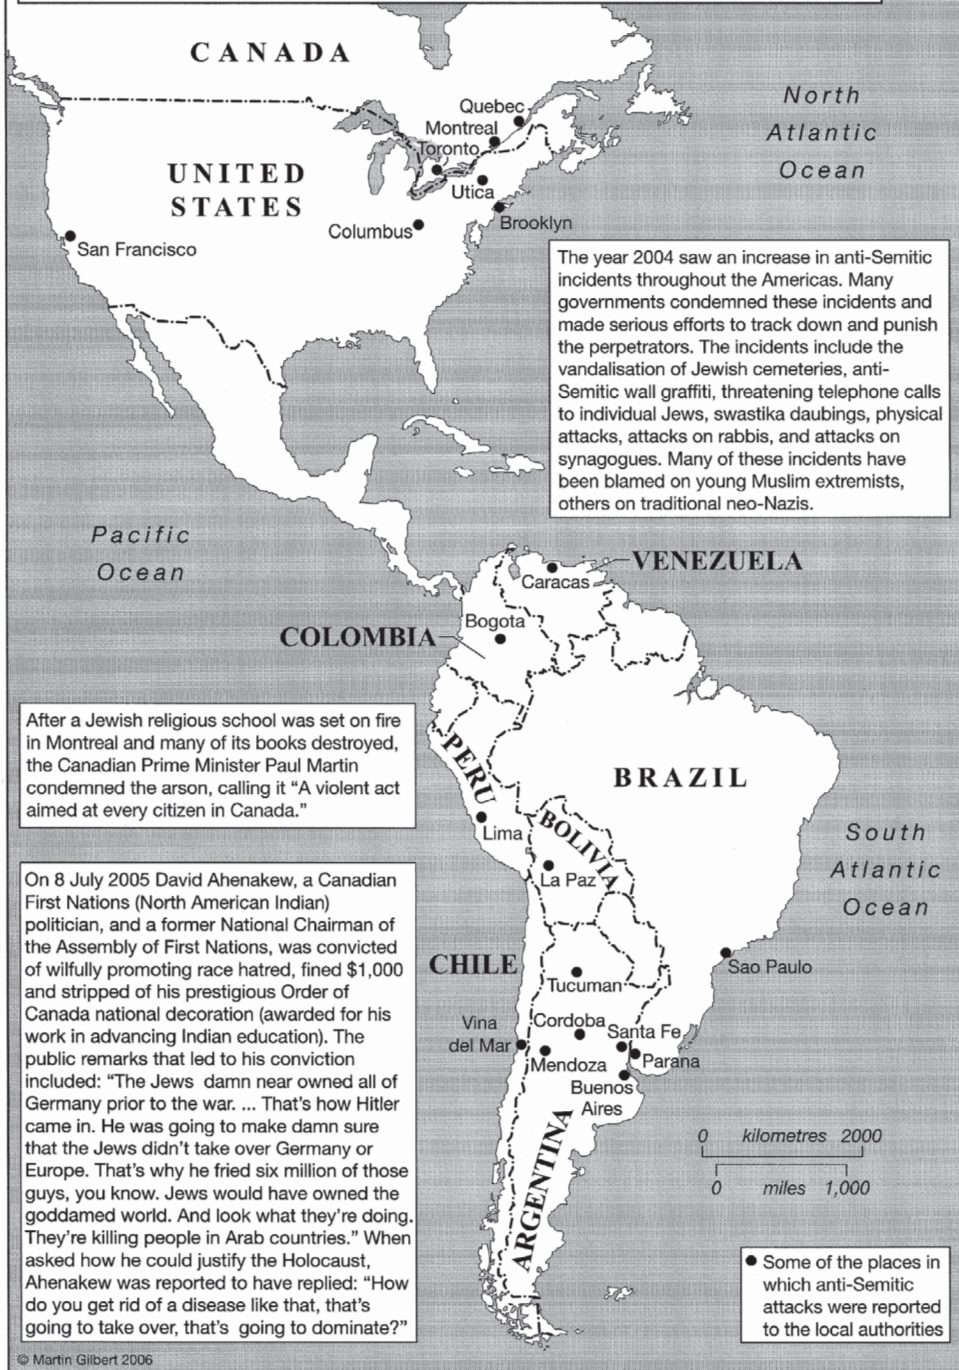 CANADA
North
Atlantic
Ocean
Quebec
Montreal
Toronto
UNITED
STATES
Utica
Brooklyn
Columbus
San Francisco
The year 2004 saw an increase in anti-Semitic
incidents throughout the Americas. Many
governments condemned these incidents and
made serious efforts to track down and punish
the perpetrators. The incidents include the
vandalisation of Jewish cemeteries, anti-
Semitic wall graffiti, threatening telephone calls
to individual Jews, swastika daubings, physical
attacks, attacks on rabbis, and attacks on
synagogues. Many of these incidents have
been blamed on young Muslim extremists,
others on traditional neo-Nazis.
Pacific
Ocean
VENEZUELA
Caracas
Bogota
COLOMBIA
After a Jewish religious school was set on fire
in Montreal and many of its books destroyed,
the Canadian Prime Minister Paul Martin
condemned the arson, calling it “A violent act
aimed at every citizen in Canada.”
PERU
BRAZIL
Lima
BOLIVIA
La Paz
South
Atlantic
Ocean
On 8 July 2005 David Ahenakew, a Canadian
First Nations (North American Indian)
politician, and a former National Chairman of
the Assembly of First Nations, was convicted
of wilfully promoting race hatred, fined $1,000
and stripped of his prestigious Order of
Canada national decoration (awarded for his
work in advancing Indian education). The
public remarks that led to his conviction
included: “The Jews damn near owned all of
Germany prior to the war. ... That’s how Hitler
came in. He was going to make damn sure
that the Jews didn’t take over Germany or
Europe. That’s why he fried six million of those
guys, you know. Jews would have owned the
goddamed world. And look what they’re doing.
They’re killing people in Arab countries.” When
asked how he could justify the Holocaust,
Ahenakew was reported to have replied: “How
do you get rid of a disease like that, that’s
going to take over, that’s going to dominate?”
CHILE
Sao Paulo
Tucuman
Vina
del Mar
Cordoba
Santa Fe
Mendoza
Parana
Buenos
Aires
ARGENTINA
0 kilometres 2000
0 miles 1,000
Some of the places in
which anti-Semitic
attacks were reported
to the local authorities
© Martin Gilbert 2006